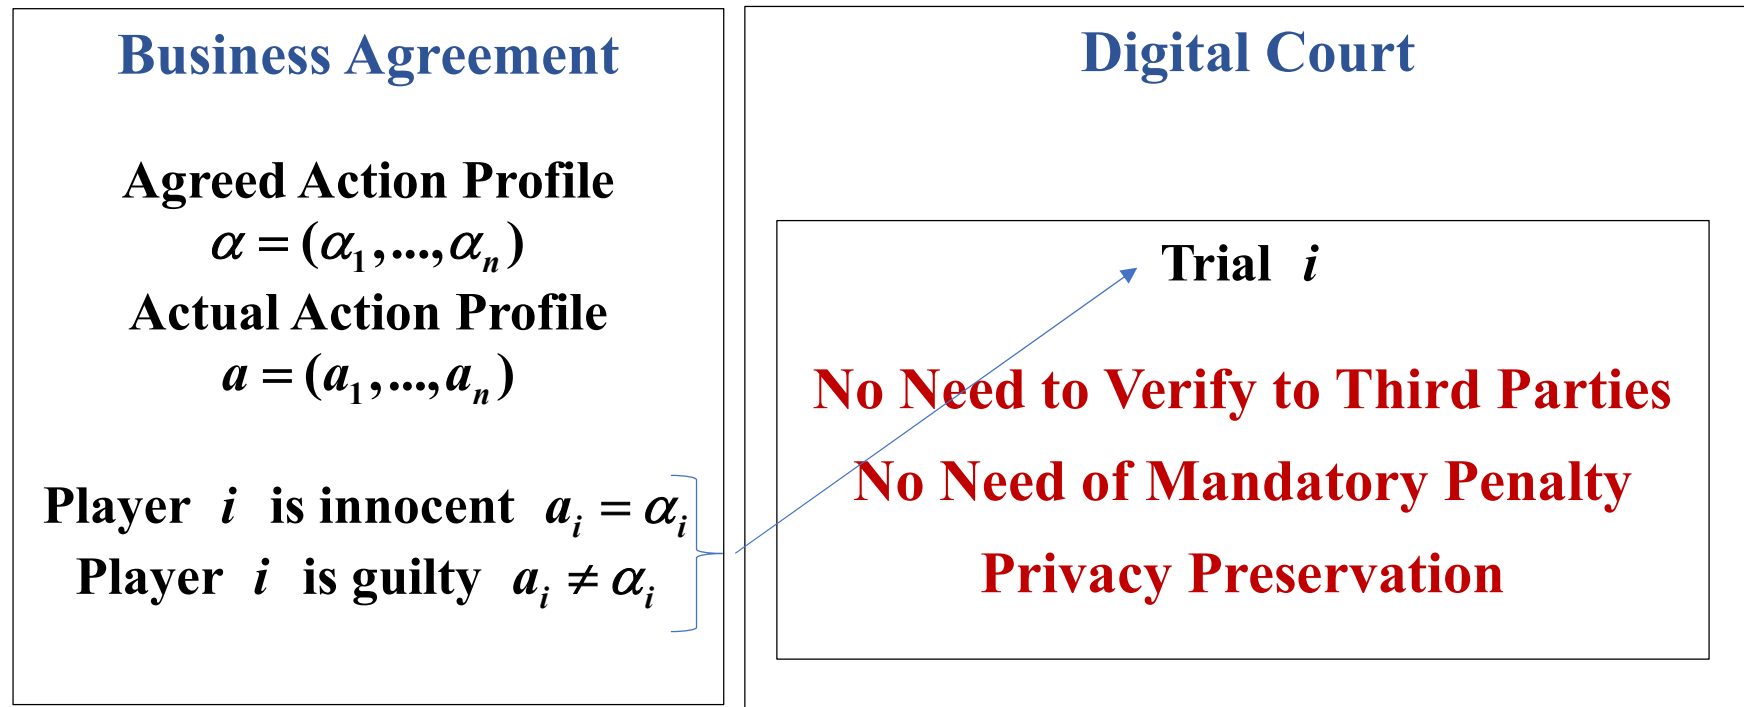 Business Agreement
Agreed Action Profile
α = (α₁,...,αₙ)
Actual Action Profile
a = (a₁,...,aₙ)
Player i is innocent aᵢ = αᵢ
Player i is guilty aᵢ ≠ αᵢ
Digital Court
Trial i
No Need to Verify to Third Parties
No Need of Mandatory Penalty
Privacy Preservation